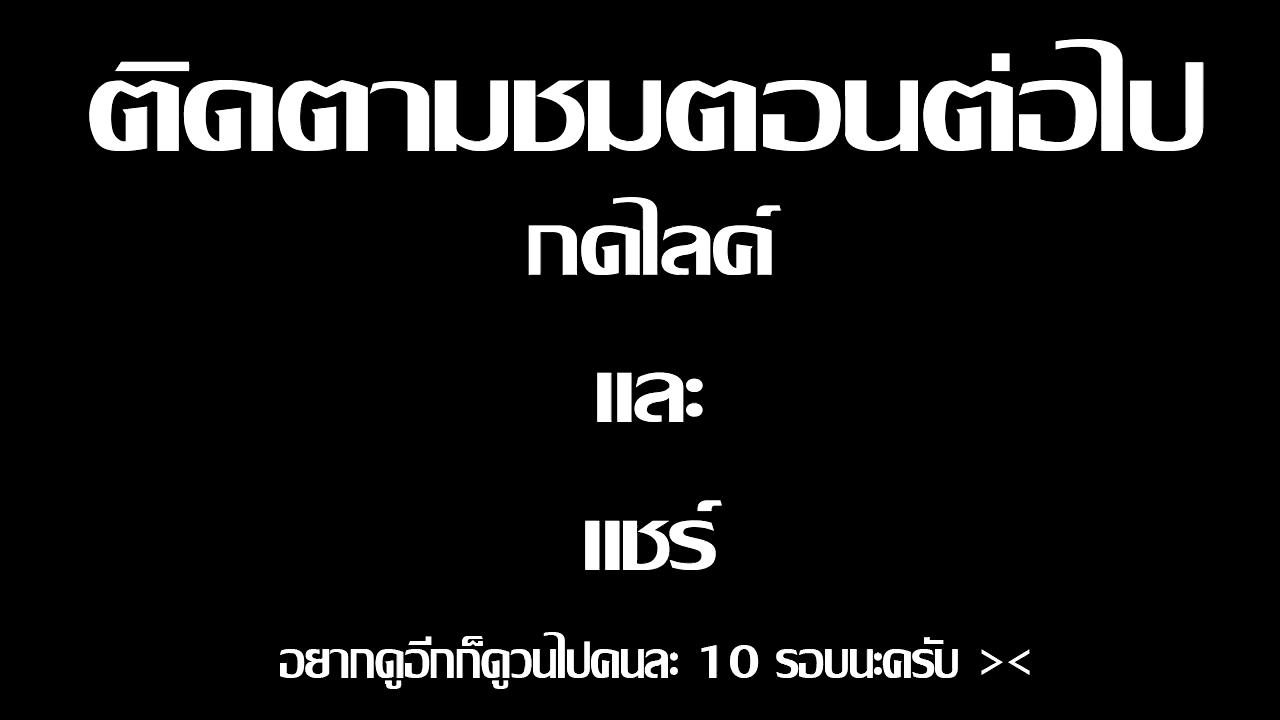 ติดตามชมตอนต่อไป
กดไลค์
และ
แชร์
อยากดูอีกก็ดูวนไปคนละ 10 รอบนะครับ ><